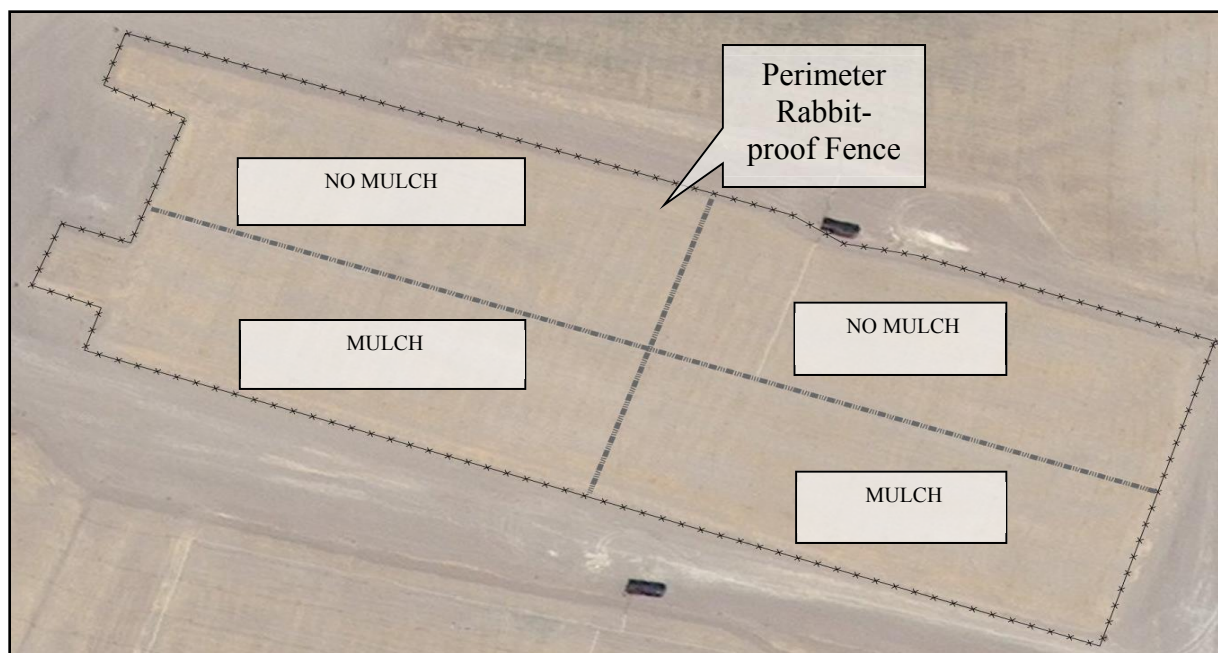 Perimeter
Rabbit-
proof Fence
NO MULCH
NO MULCH
MULCH
MULCH